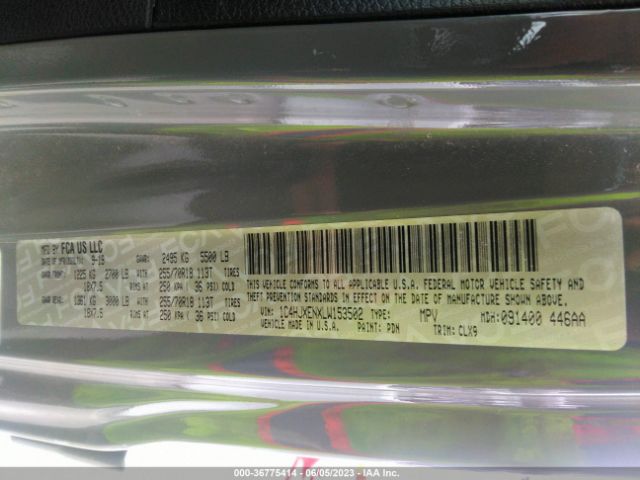 MFD BY FCA US LLC
DATE OF MFR 9-19 GVWR: 2495 KG 5500 LB
GAWR FRONT: 1225 KG 2700 LB WITH 255/70R18 113T TIRES
18X7.5 RIMS AT 250 KPA ( 36 PSI) COLD
GAWR REAR: 1361 KG 3000 LB WITH 255/70R18 113T TIRES
18X7.5 RIMS AT 250 KPA ( 36 PSI) COLD
THIS VEHICLE CONFORMS TO ALL APPLICABLE U.S.A. FEDERAL MOTOR VEHICLE SAFETY AND
THEFT PREVENTION STANDARDS IN EFFECT ON THE DATE OF MANUFACTURE SHOWN ABOVE.
VIN: 1C4HJXENXLW153502 TYPE: MPV MDH: 091400 446AA
VEHICLE MADE IN U.S.A. PAINT: PDN TRIM: CLX9
000-36775414 - 06/05/2023 - IAA Inc.